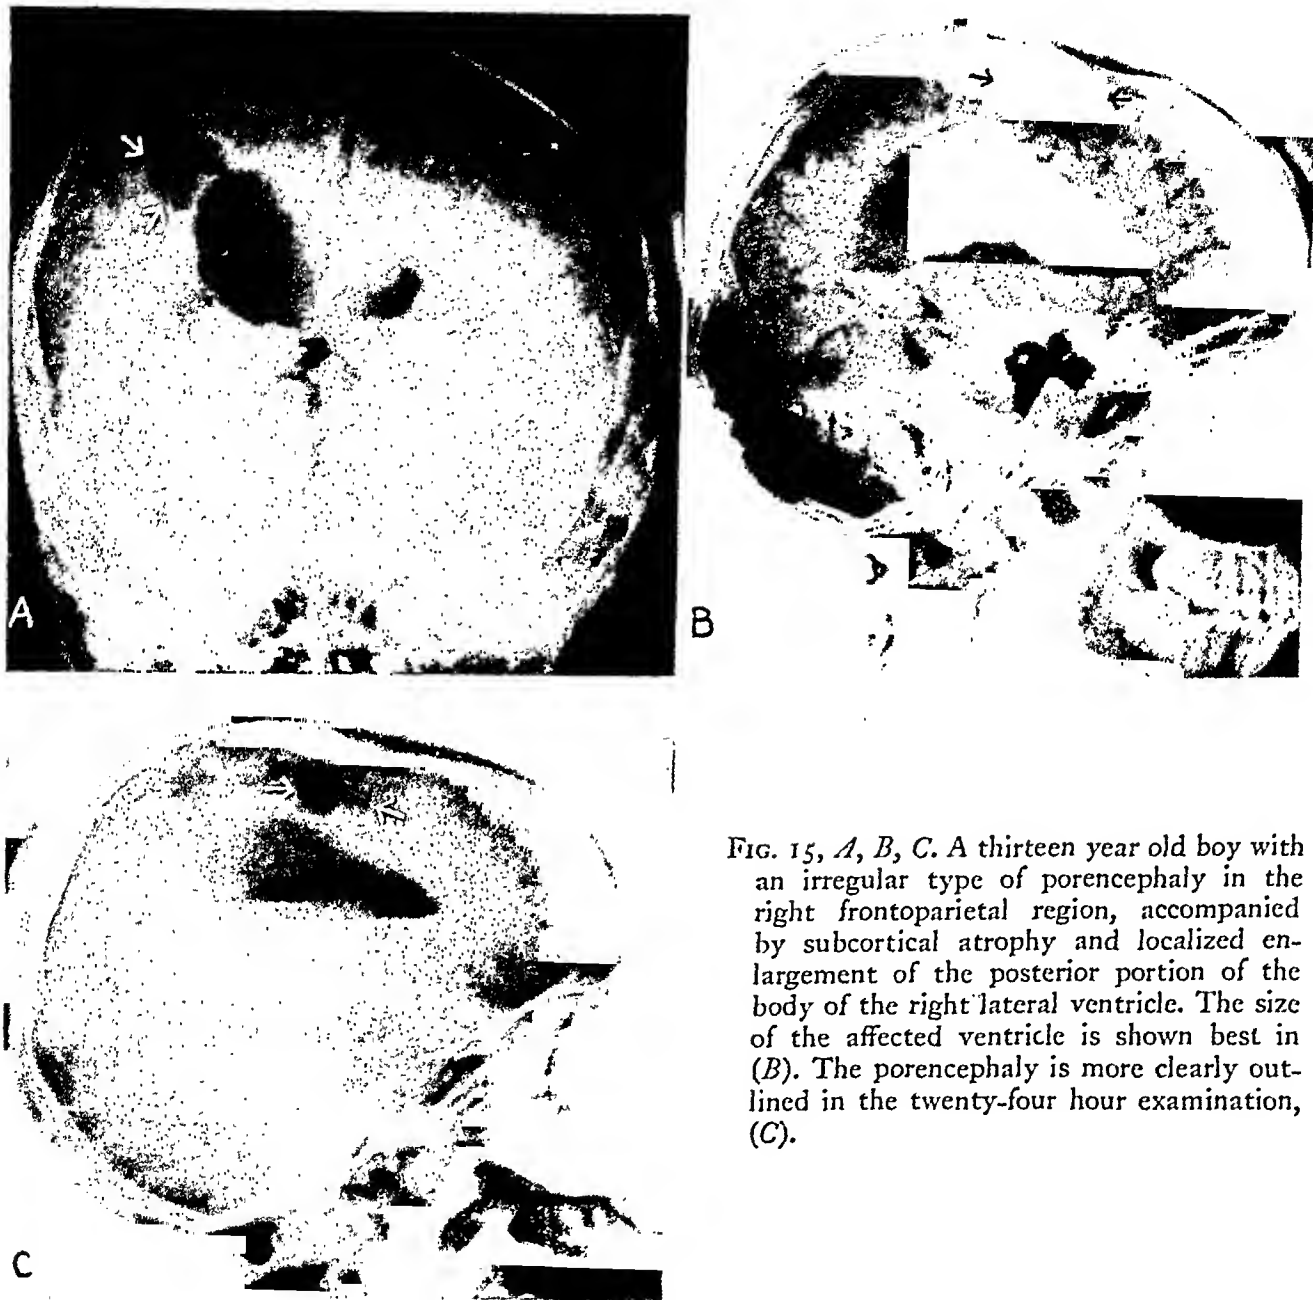 A
B
C
FIG. 15, A, B, C. A thirteen year old boy with
an irregular type of porencephaly in the
right frontoparietal region, accompanied
by subcortical atrophy and localized en-
largement of the posterior portion of the
body of the right lateral ventricle. The size
of the affected ventricle is shown best in
(B). The porencephaly is more clearly out-
lined in the twenty-four hour examination,
(C).